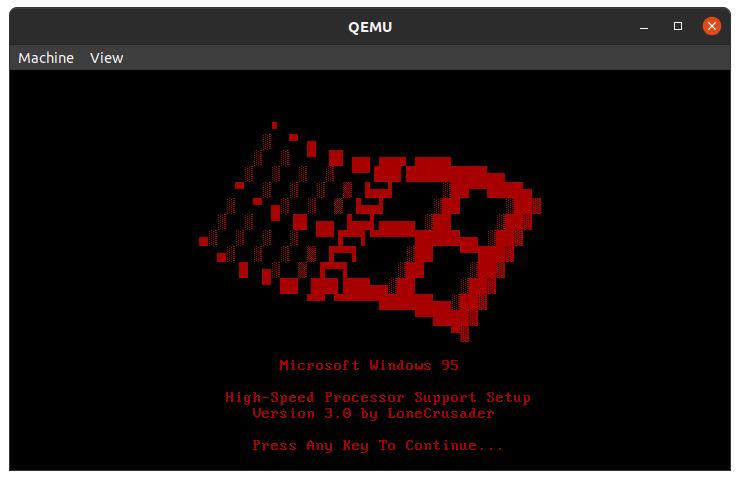 QEMU
Machine View
Microsoft Windows 95
High-Speed Processor Support Setup
Version 3.0 by LoneCrusader
Press Any Key To Continue...